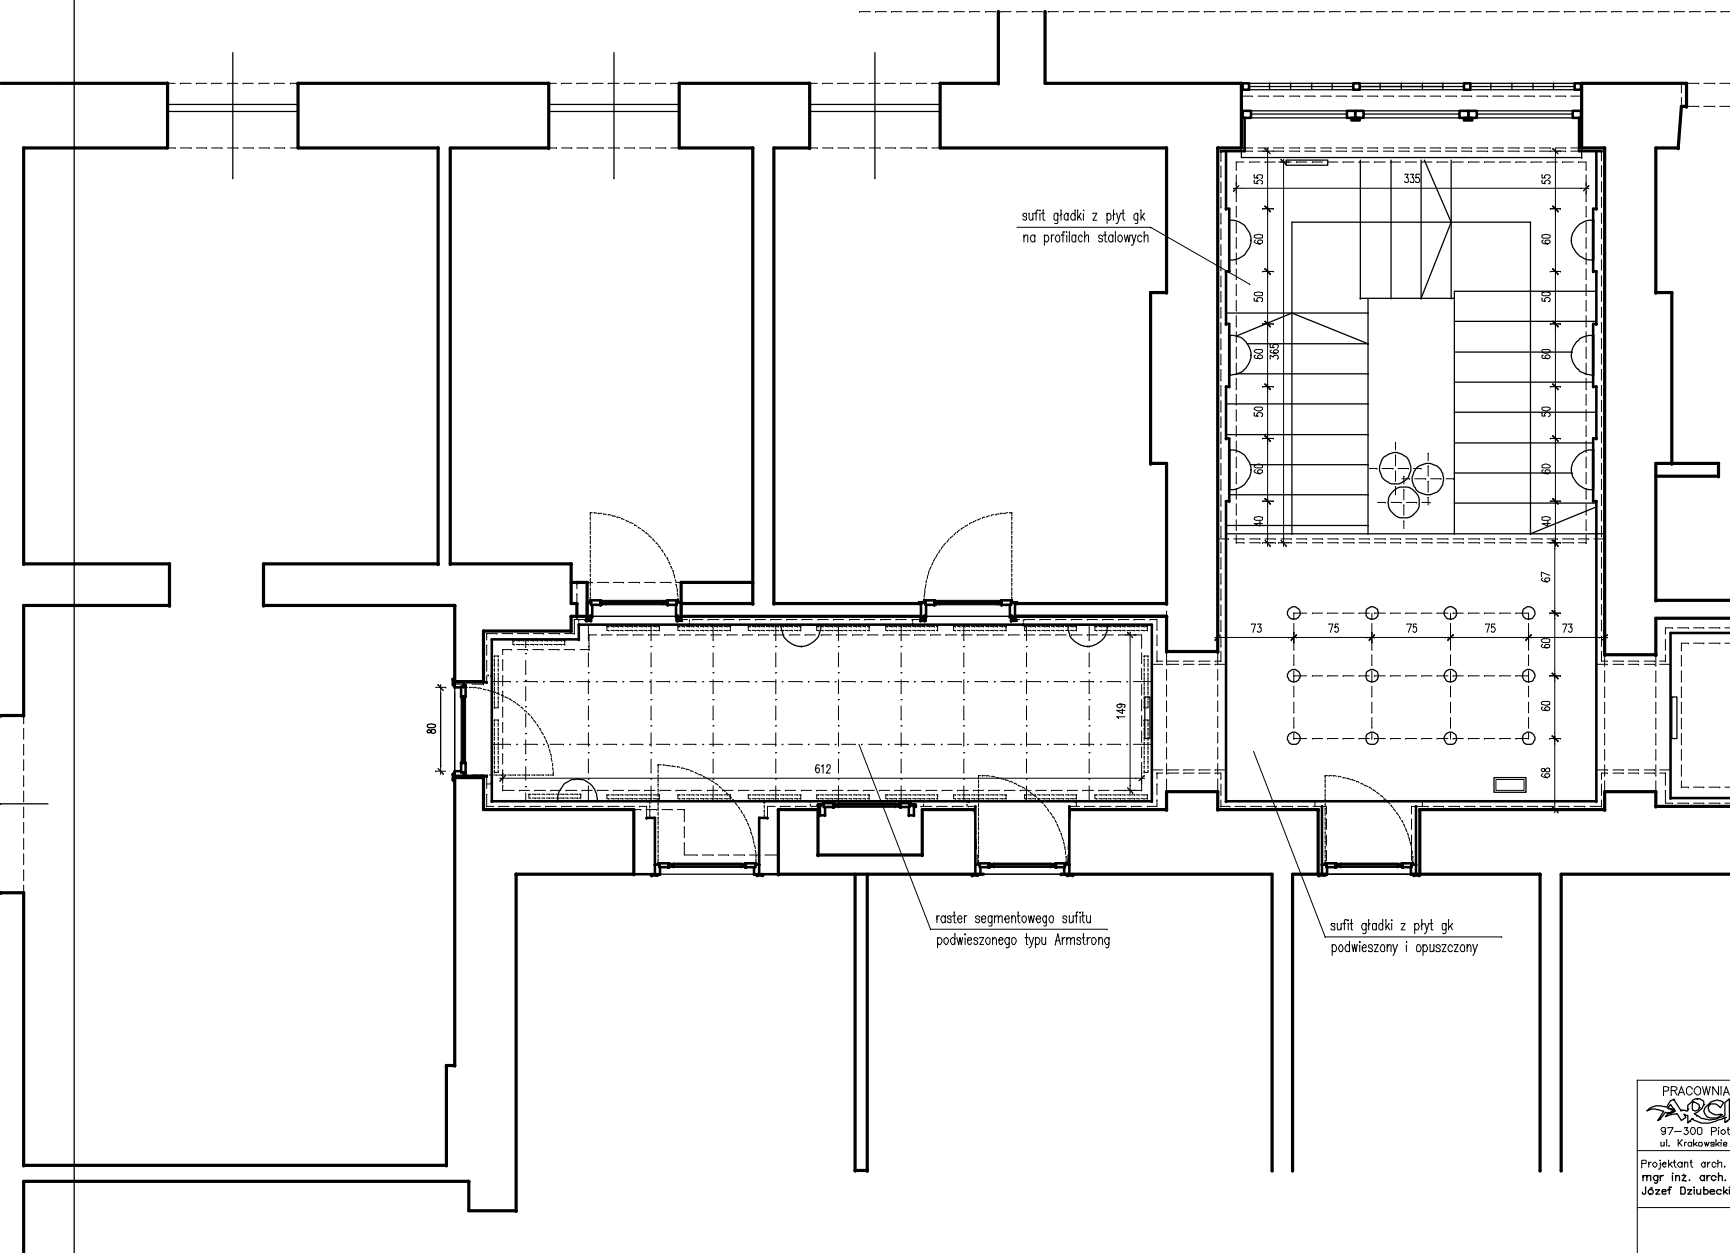 sufit gładki z płyt gk
na profilach stalowych
335
55
60
50
60
365
50
60
40
55
60
50
60
50
60
40
67
60
60
68
73
75
75
75
73
80
612
149
raster segmentowego sufitu
podwieszonego typu Armstrong
sufit gładki z płyt gk
podwieszony i opuszczony
PRACOWNIA
97-300 Piot
ul. Krakowskie
Projektant arch.
mgr inż. arch.
Józef Dziubecki